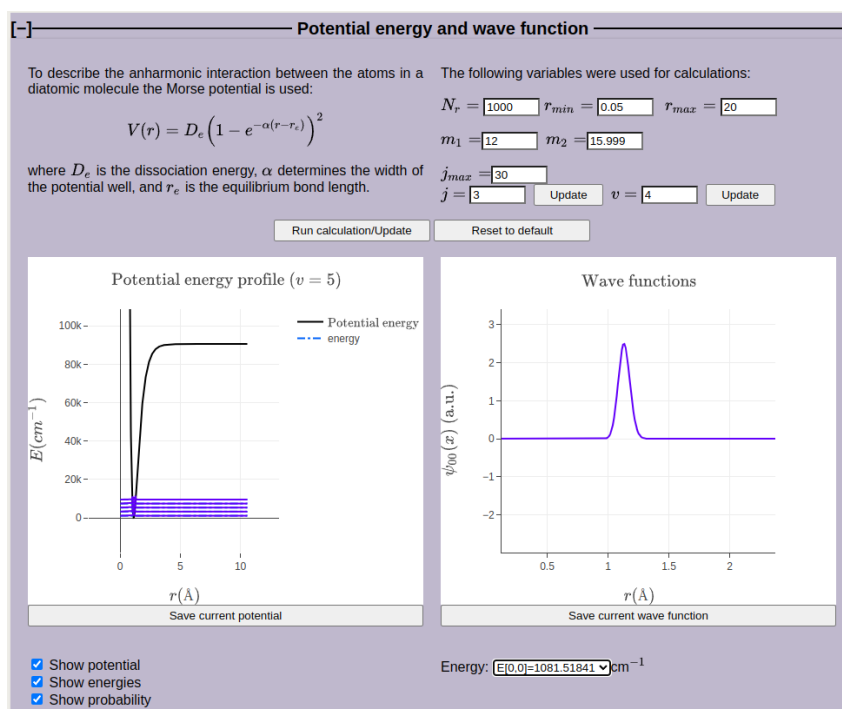 [−] Potential energy and wave function
To describe the anharmonic interaction between the atoms in a
diatomic molecule the Morse potential is used:
V(r) = D_e (1 − e^{−α(r−r_e)})^2
where D_e is the dissociation energy, α determines the width of
the potential well, and r_e is the equilibrium bond length.
The following variables were used for calculations:
N_r = 1000 r_min = 0.05 r_max = 20
m_1 = 12 m_2 = 15.999
j_max = 30
j = 3 Update v = 4 Update
Run calculation/Update Reset to default
Potential energy profile (v = 5)
100k
80k
60k
40k
20k
0
E(cm^{−1})
0 5 10
r(Å)
Potential energy
energy
Save current potential
Wave functions
3
2
1
0
−1
−2
ψ_00(x) (a.u.)
0.5 1 1.5 2
r(Å)
Save current wave function
Show potential
Show energies
Show probability
Energy: E[0,0]=1081.51841 cm^{−1}